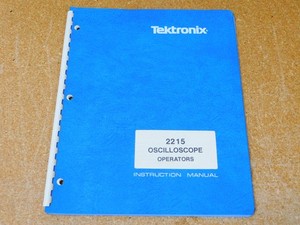 Tektronix
2215
OSCILLOSCOPE
OPERATORS
INSTRUCTION MANUAL